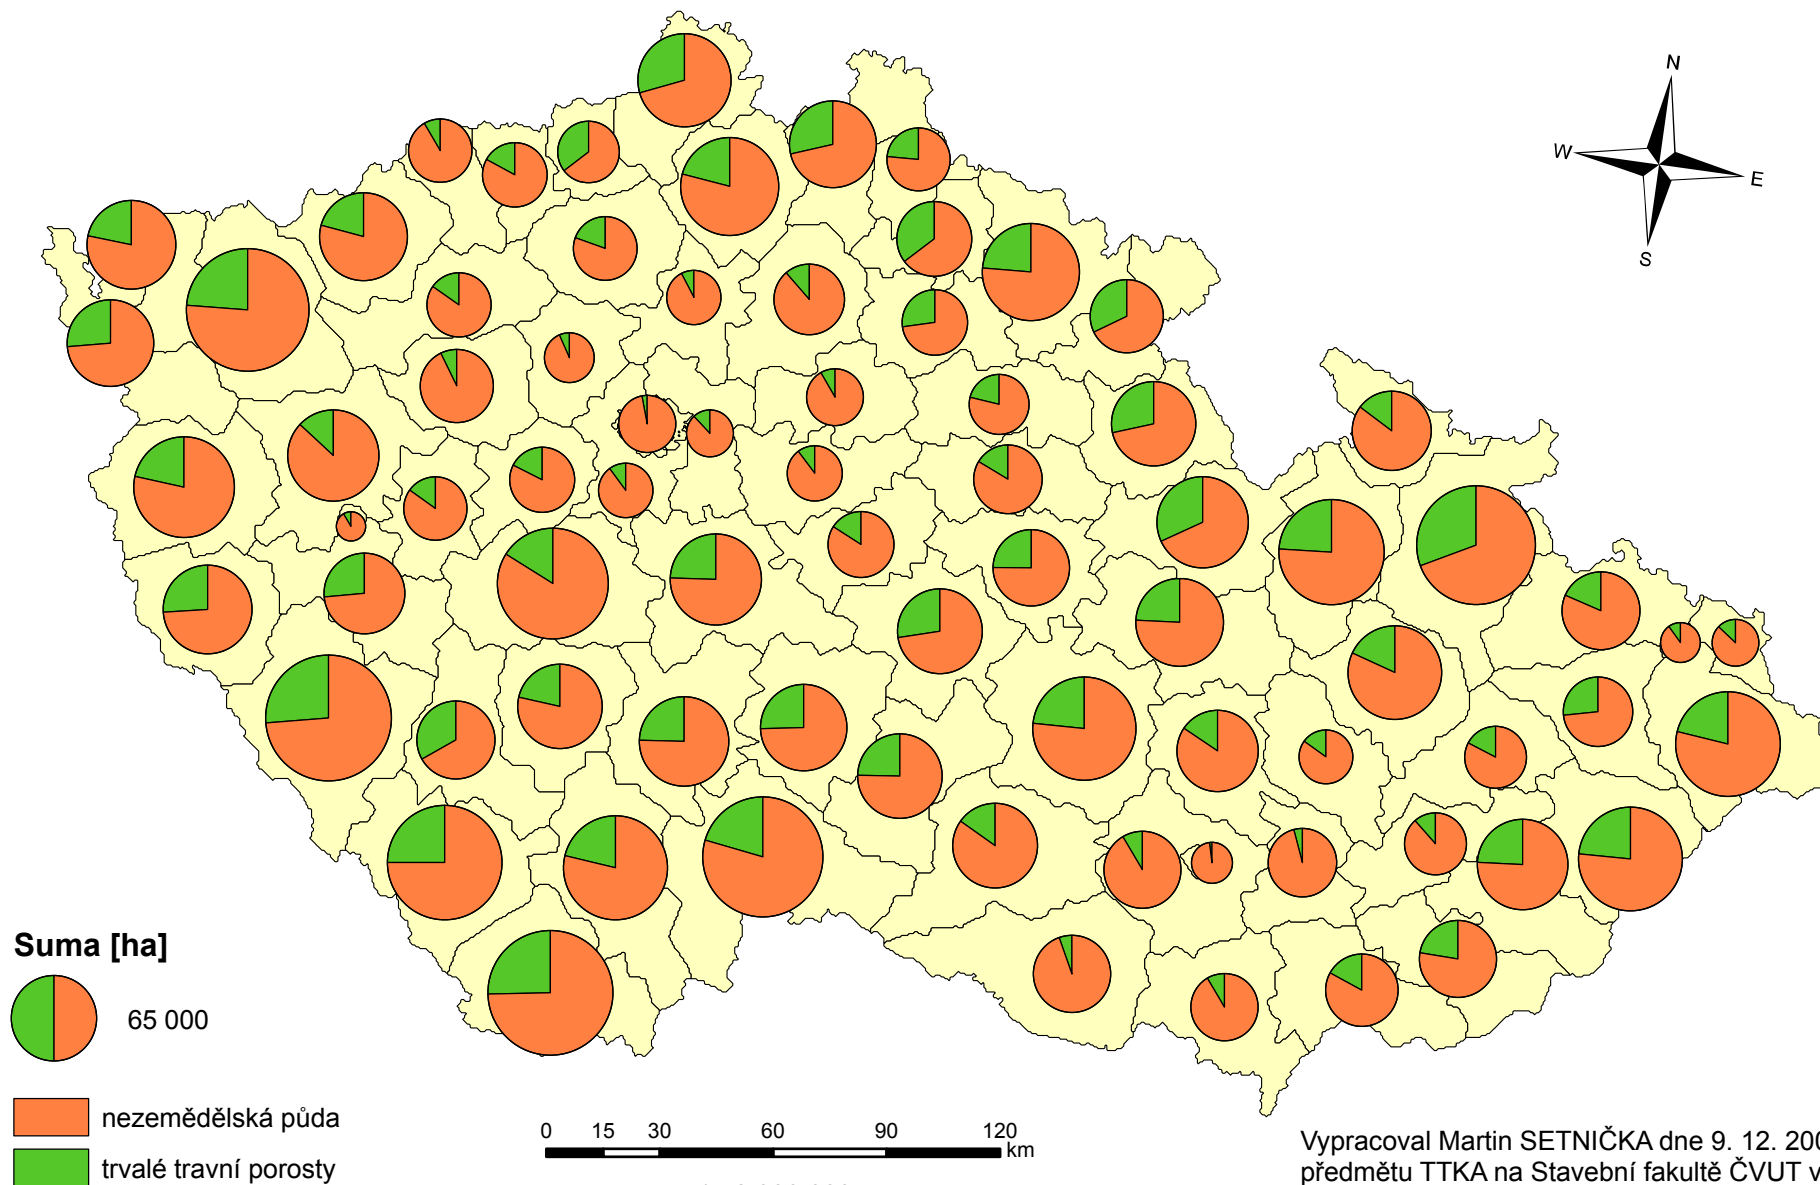 N
W
E
S
Suma [ha]
65 000
nezemědělská půda
trvalé travní porosty
0 15 30 60 90 120
km
Vypracoval Martin SETNIČKA dne 9. 12. 200
předmětu TTKA na Stavební fakultě ČVUT v